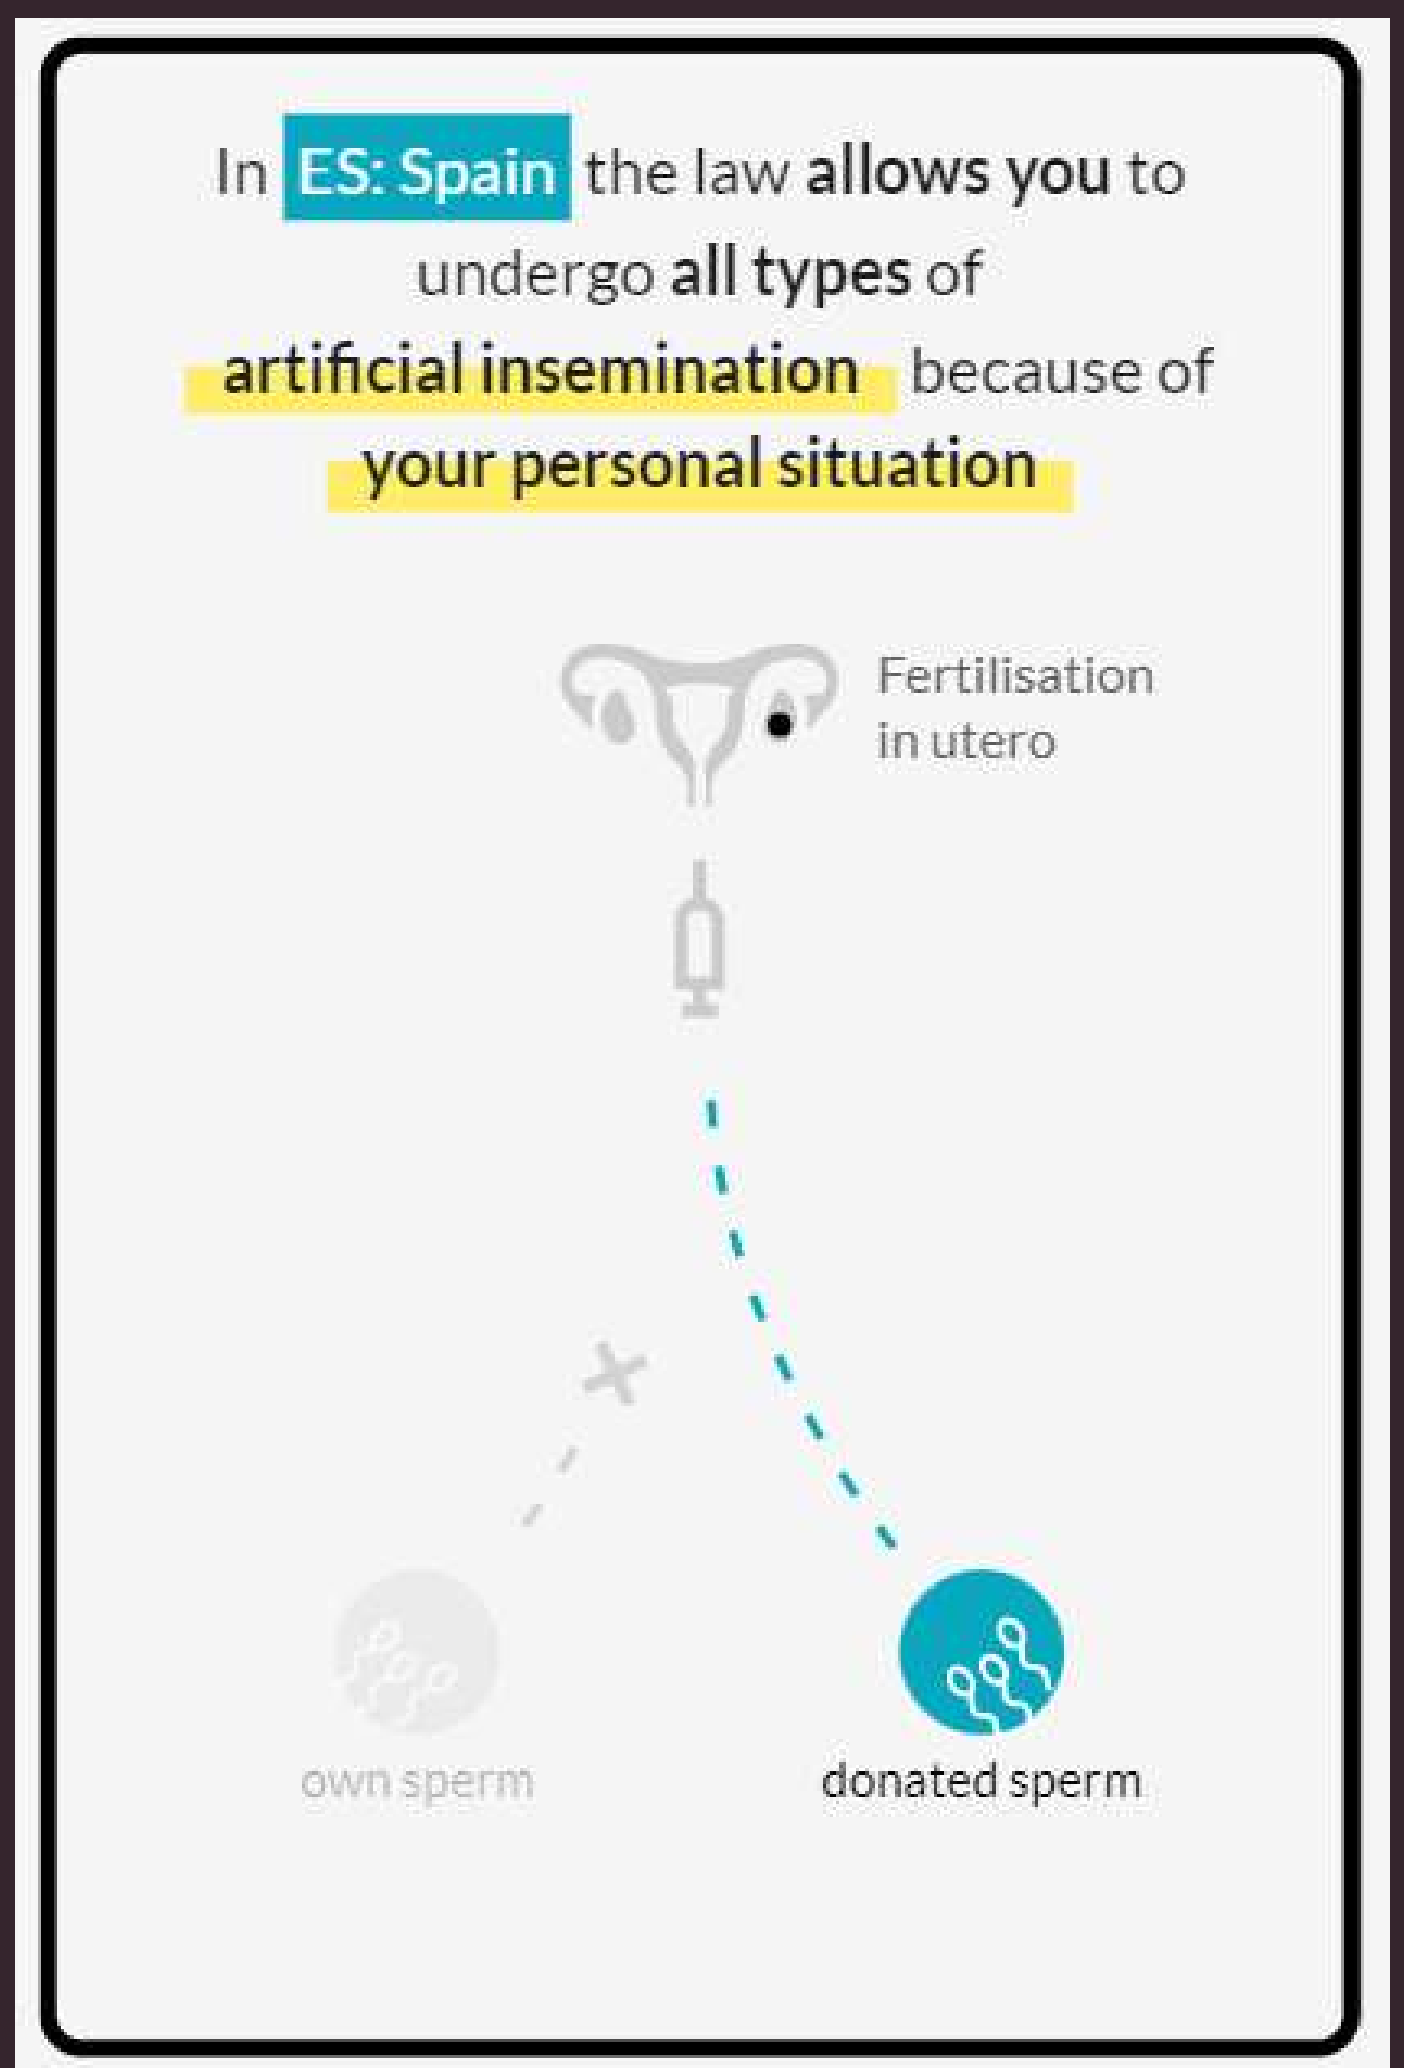 In ES: Spain the law allows you to
undergo all types of
artificial insemination because of
your personal situation
Fertilisation
in utero
own sperm
donated sperm